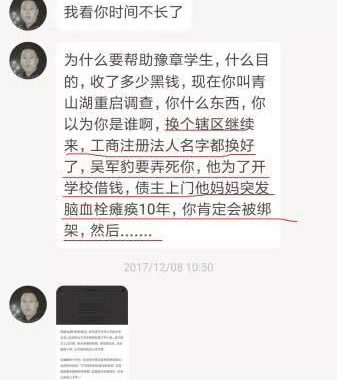 我看你时间不长了
为什么要帮助豫章学生，什么目
的，收了多少黑钱，现在你叫青
山湖重启调查，你什么东西，你
以为你是谁啊，换个辖区继续
来，工商注册法人名字都换好
了，吴军豹要弄死你，他为了开
学校借钱，债主上门他妈妈突发
脑血栓瘫痪10年，你肯定会被绑
架，然后.......
2017/12/08 10:50